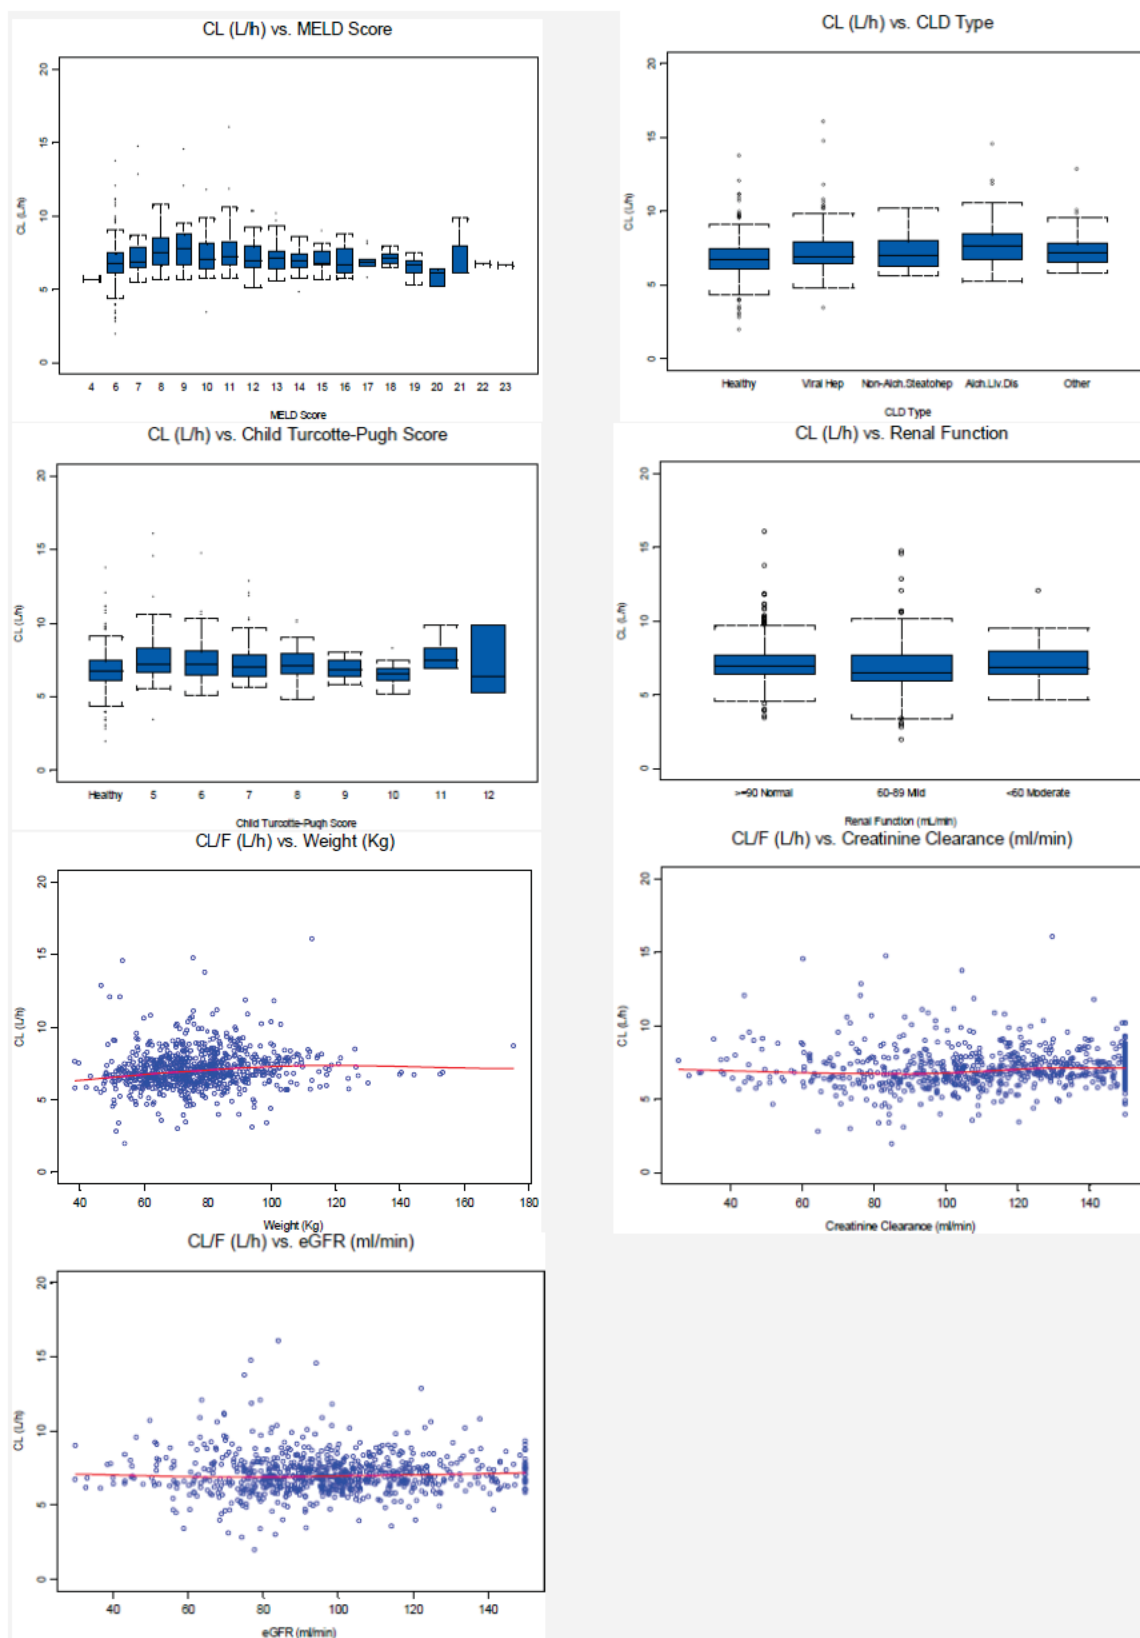 CL (L/h) vs. MELD Score
20
15
10
5
0
CL (L/h)
4 6 7 8 9 10 11 12 13 14 15 16 17 18 19 20 21 22 23
MELD Score
CL (L/h) vs. CLD Type
20
15
10
5
0
CL (L/h)
Healthy Viral Hep Non-Alch.Steatohep Alch.Liv.Dis Other
CLD Type
CL (L/h) vs. Child Turcotte-Pugh Score
20
15
10
5
0
CL (L/h)
Healthy 5 6 7 8 9 10 11 12
Child Turcotte-Pugh Score
CL (L/h) vs. Renal Function
20
15
10
5
0
CL (L/h)
>=90 Normal 60-89 Mild <60 Moderate
Renal Function (mL/min)
CL/F (L/h) vs. Weight (Kg)
20
15
10
5
0
CL (L/h)
40 60 80 100 120 140 160 180
Weight (Kg)
CL/F (L/h) vs. Creatinine Clearance (ml/min)
20
15
10
5
0
CL (L/h)
40 60 80 100 120 140
Creatinine Clearance (ml/min)
CL/F (L/h) vs. eGFR (ml/min)
20
15
10
5
0
CL (L/h)
40 60 80 100 120 140
eGFR (ml/min)